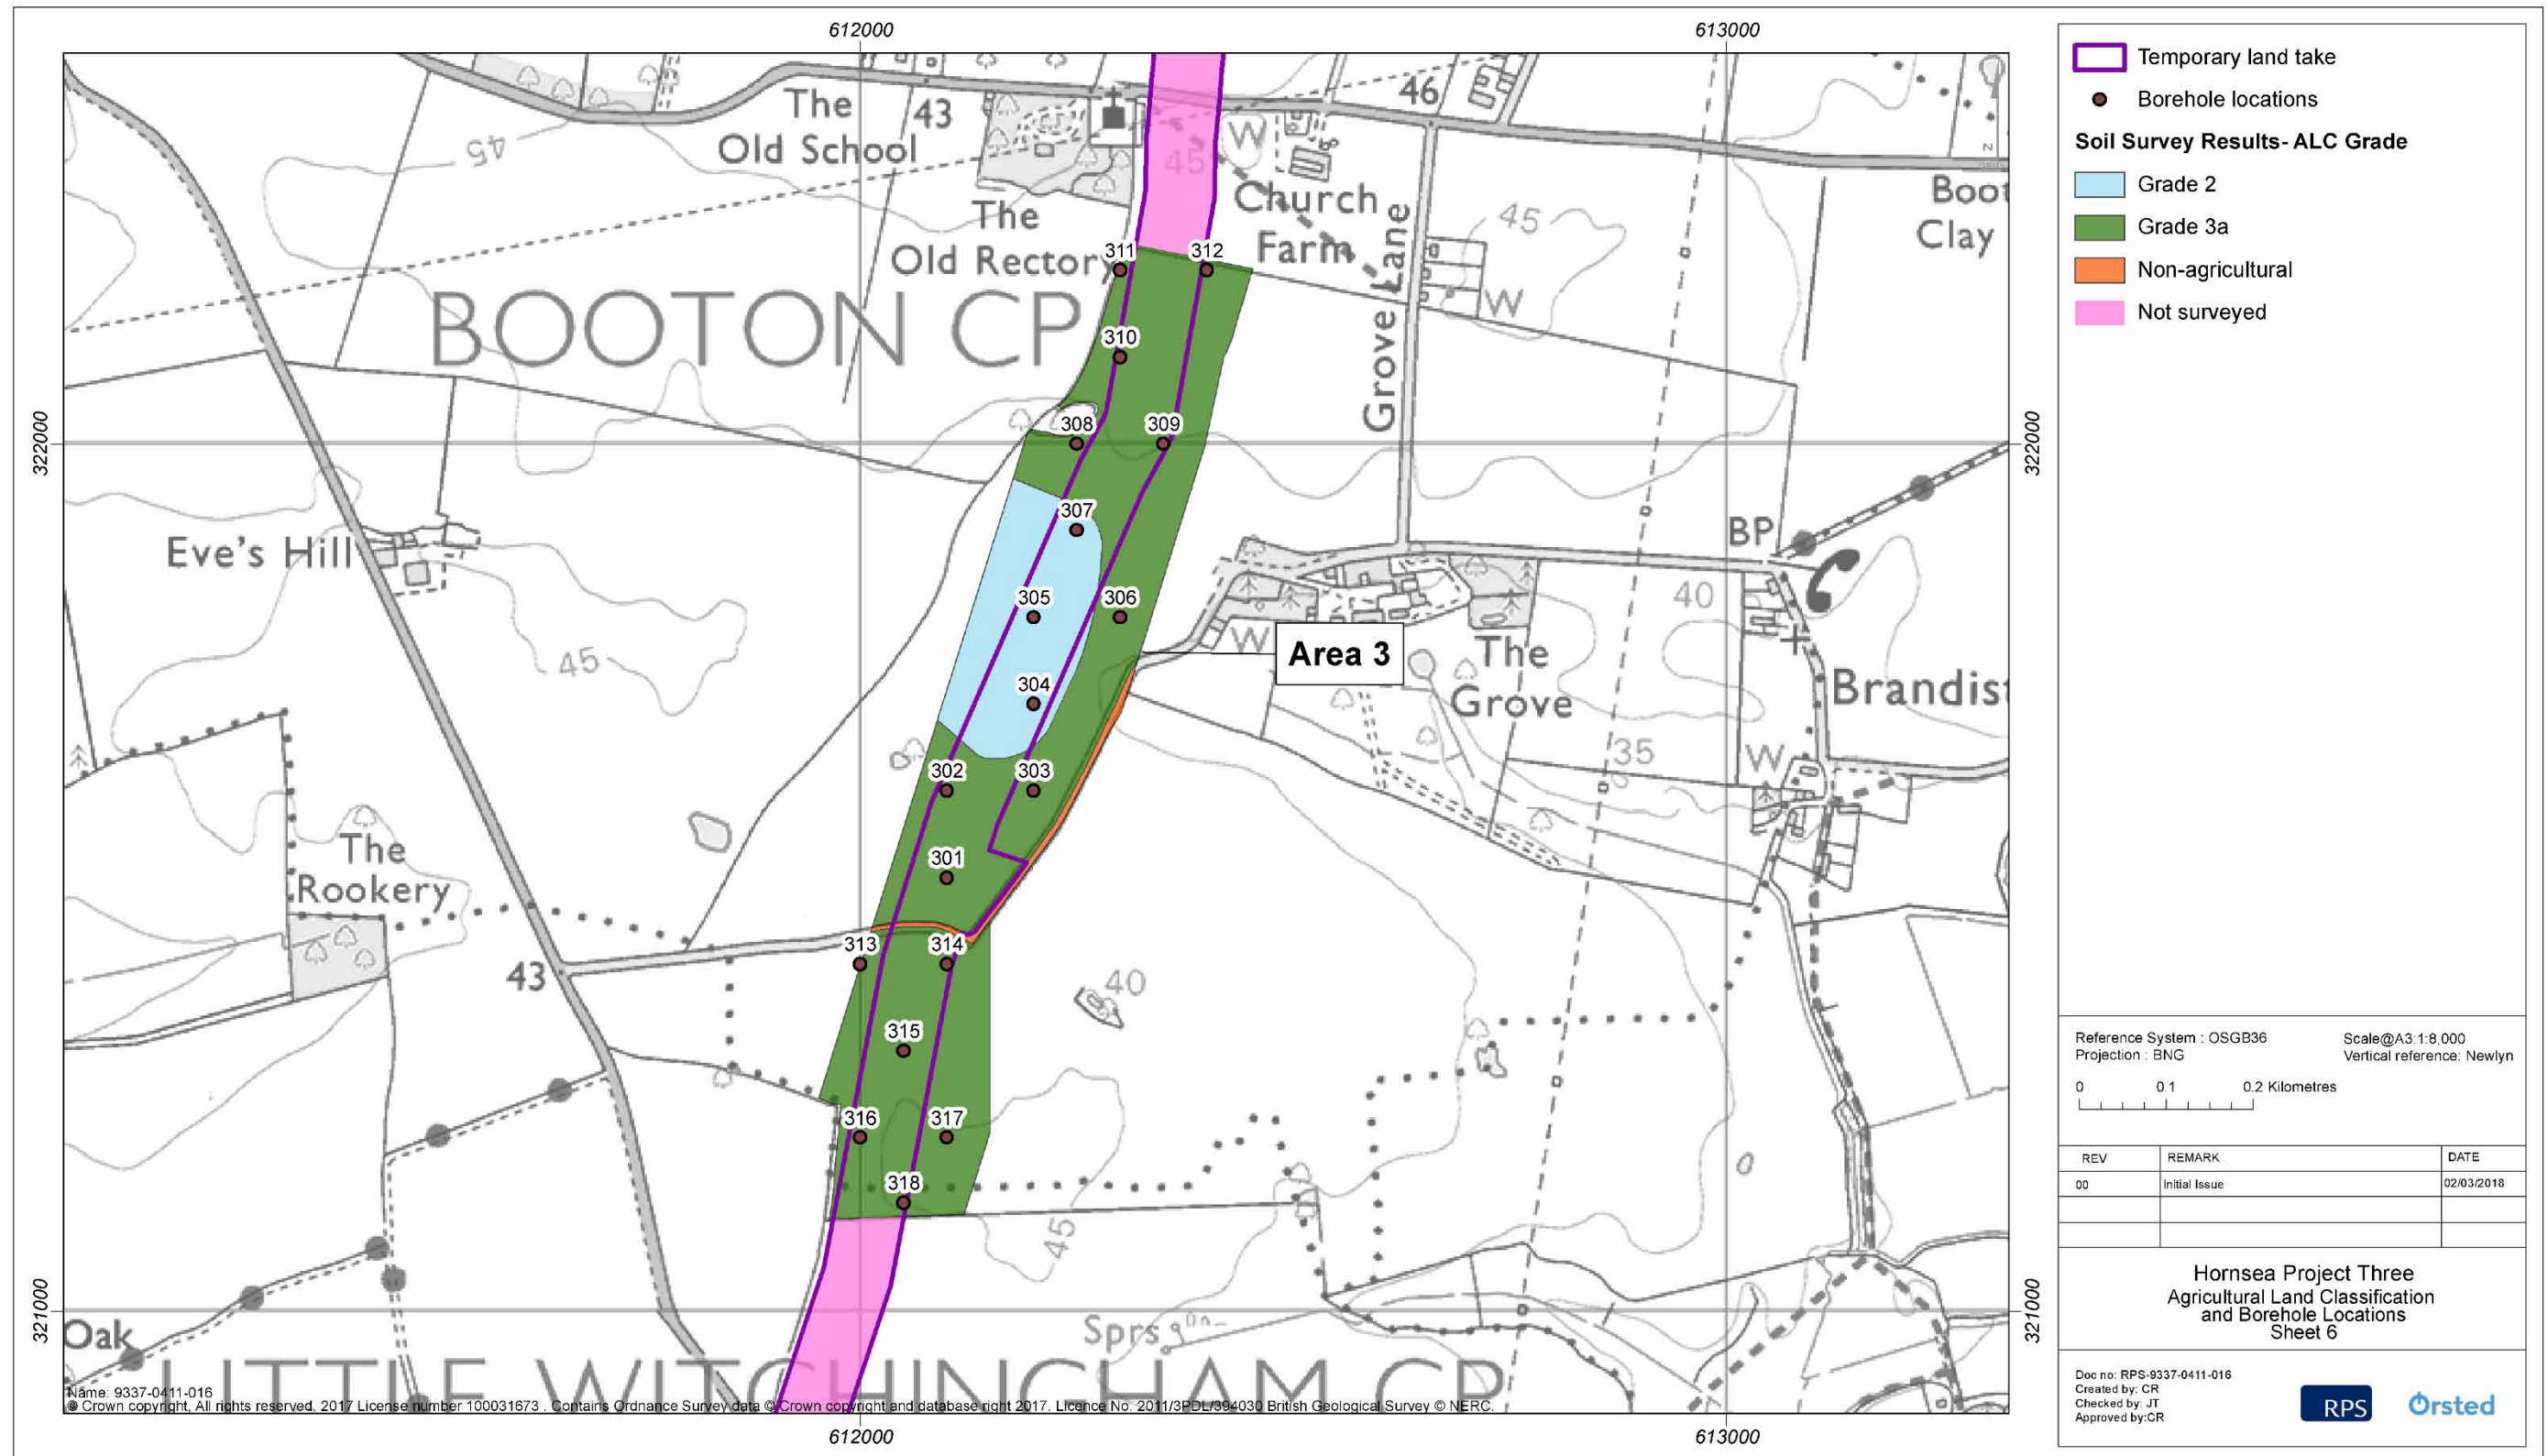 612000
613000
322000
322000
321000
321000
612000
613000
The
Old School
43
46
45
45
W
Church
Farm
The
Old Rectory
Grove Lane
45
W
Boot
Clay
BOOTON CP
311
312
310
308
309
307
305
306
304
302
303
301
313
314
315
316
317
318
Eve's Hill
45
Area 3
W
The
Grove
BP
40
35
W
Brandist
The
Rookery
43
40
45
Sprs
Oak
LITTLE WITCHINGHAM CP
Name: 9337-0411-016
© Crown copyright, All rights reserved. 2017 License number 100031673 . Contains Ordnance Survey data © Crown copyright and database right 2017. Licence No. 2011/3PDL/394030 British Geological Survey © NERC.
Temporary land take
Borehole locations
Soil Survey Results- ALC Grade
Grade 2
Grade 3a
Non-agricultural
Not surveyed
Reference System : OSGB36
Projection : BNG
Scale@A3:1:8,000
Vertical reference: Newlyn
0 0.1 0.2 Kilometres
REV REMARK DATE
00 Initial Issue 02/03/2018
Hornsea Project Three
Agricultural Land Classification
and Borehole Locations
Sheet 6
Doc no: RPS-9337-0411-016
Created by: CR
Checked by: JT
Approved by:CR
RPS
Ørsted